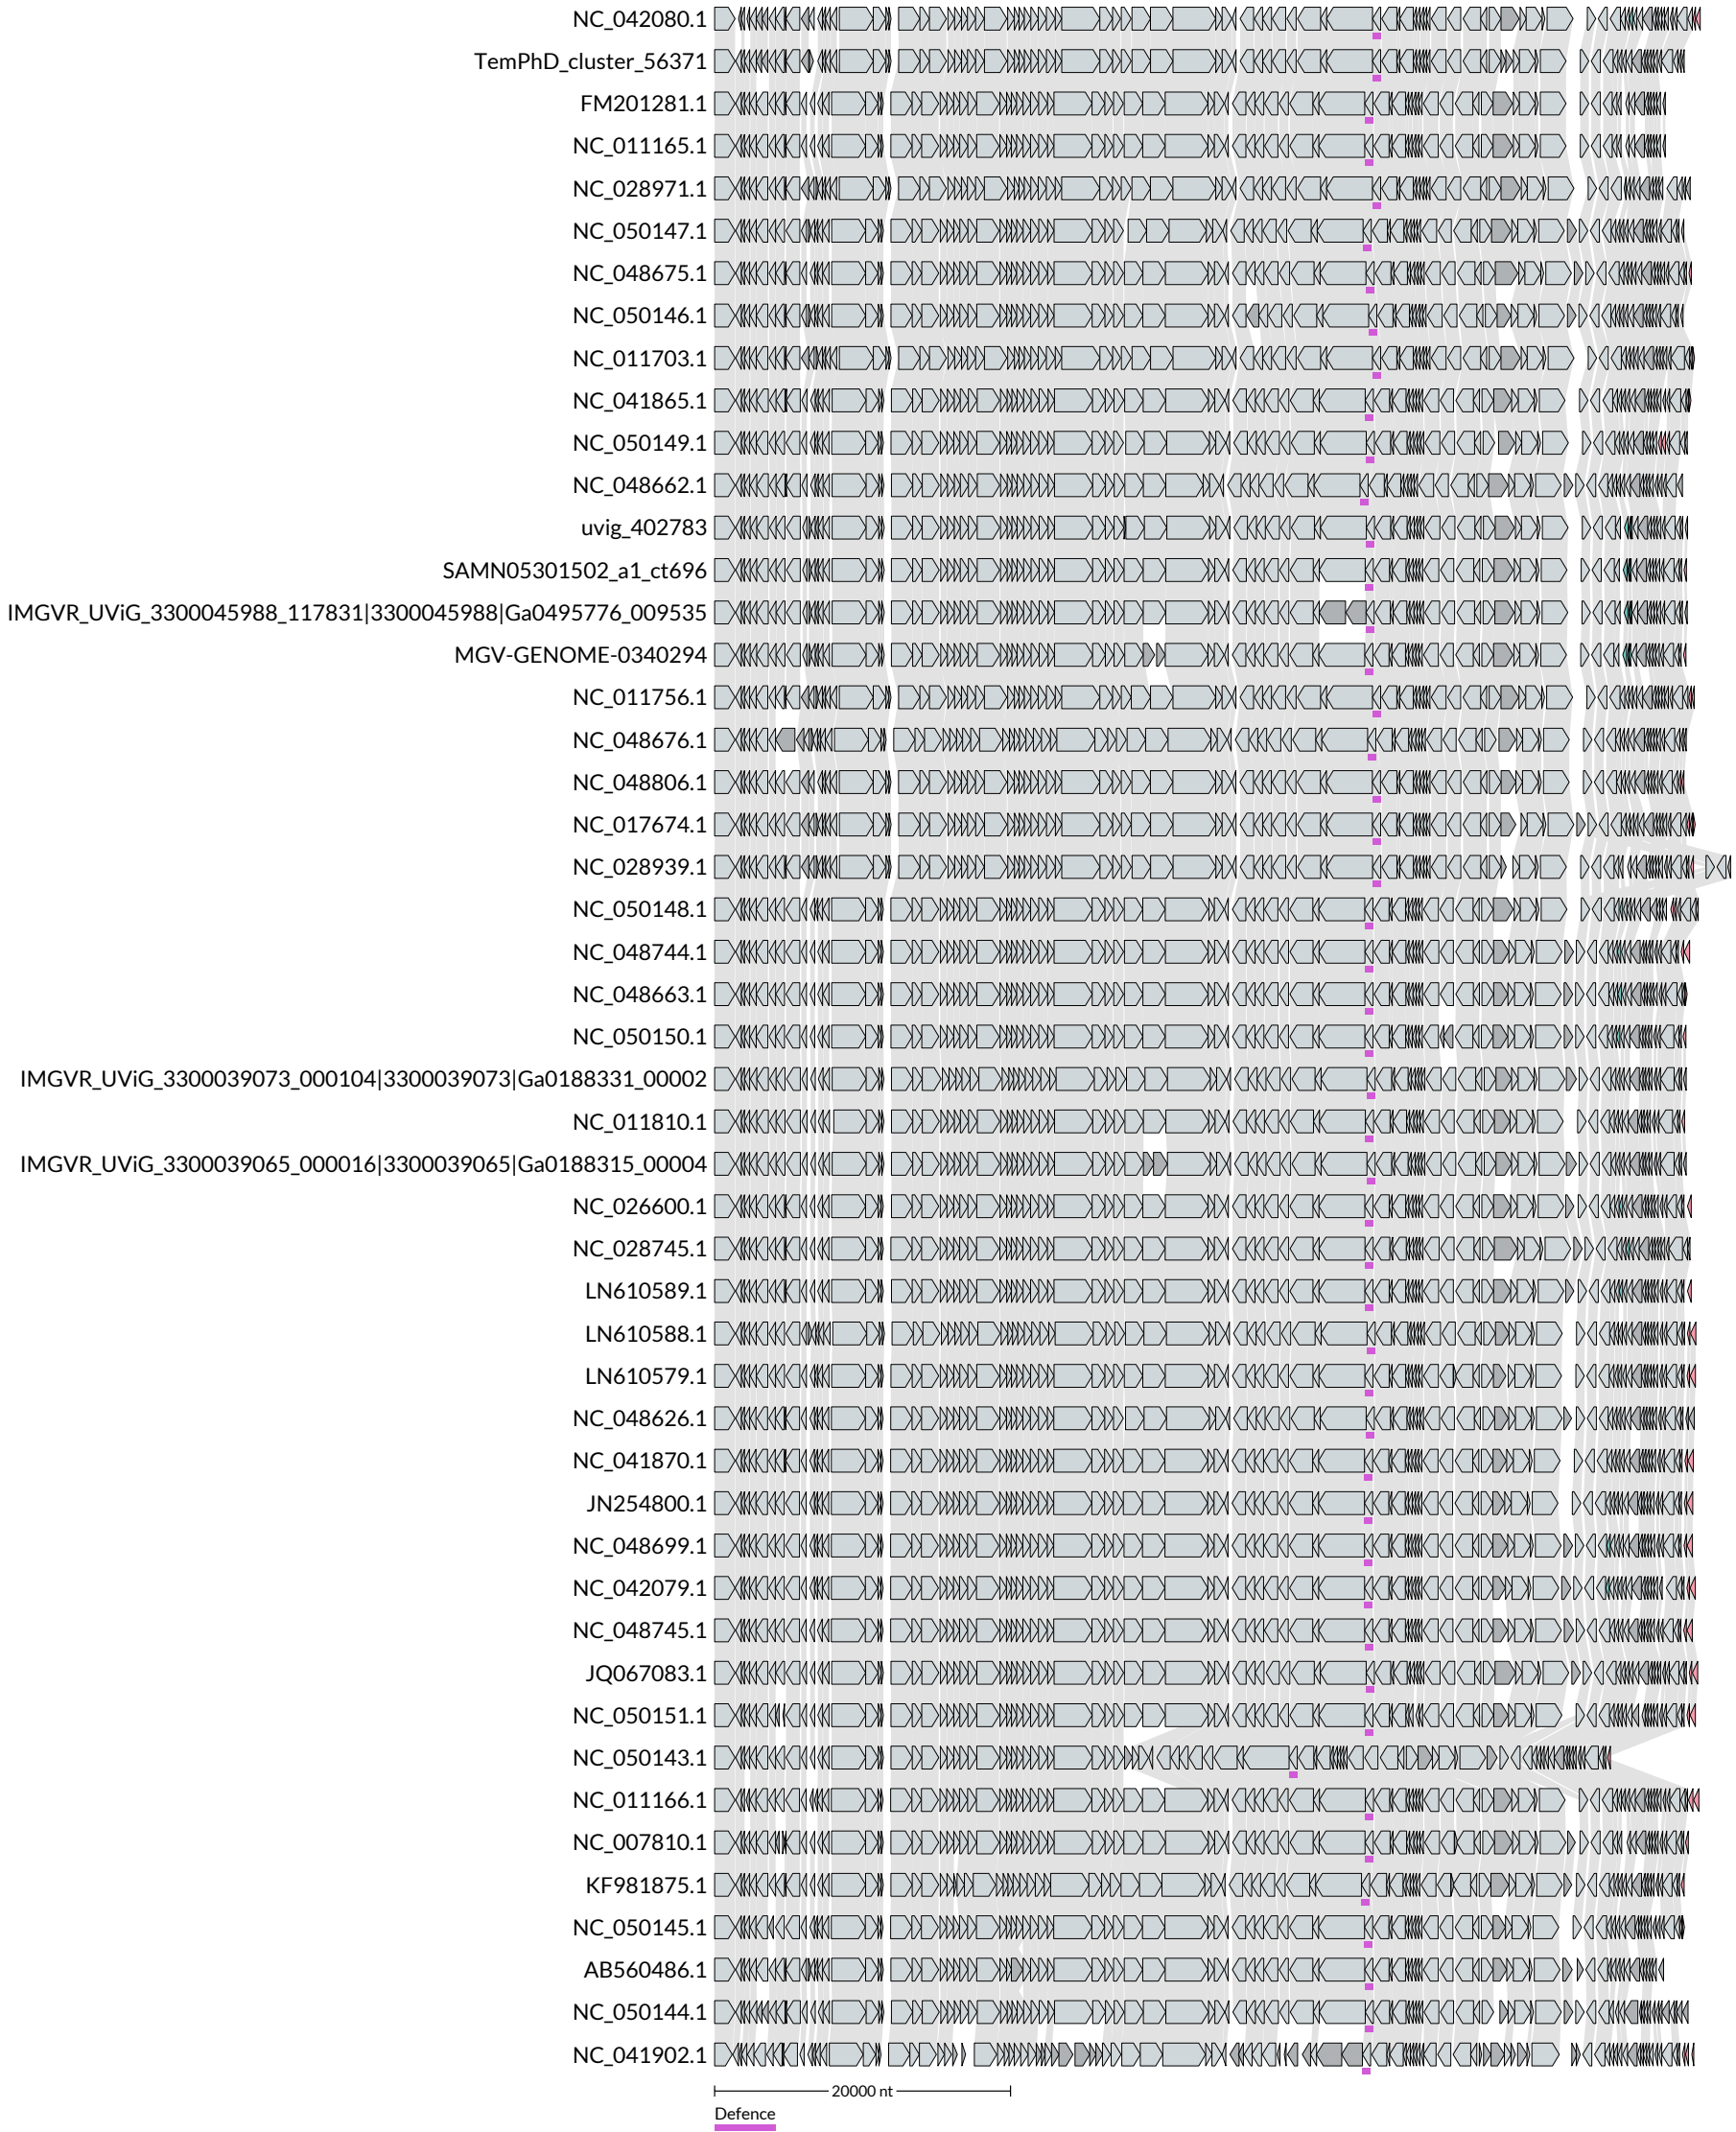 NC_042080.1
TemPhD_cluster_56371
FM201281.1
NC_011165.1
NC_028971.1
NC_050147.1
NC_048675.1
NC_050146.1
NC_011703.1
NC_041865.1
NC_050149.1
NC_048662.1
uvig_402783
SAMN05301502_a1_ct696
IMGVR_UViG_3300045988_117831|3300045988|Ga0495776_009535
MGV-GENOME-0340294
NC_011756.1
NC_048676.1
NC_048806.1
NC_017674.1
NC_028939.1
NC_050148.1
NC_048744.1
NC_048663.1
NC_050150.1
IMGVR_UViG_3300039073_000104|3300039073|Ga0188331_00002
NC_011810.1
IMGVR_UViG_3300039065_000016|3300039065|Ga0188315_00004
NC_026600.1
NC_028745.1
LN610589.1
LN610588.1
LN610579.1
NC_048626.1
NC_041870.1
JN254800.1
NC_048699.1
NC_042079.1
NC_048745.1
JQ067083.1
NC_050151.1
NC_050143.1
NC_011166.1
NC_007810.1
KF981875.1
NC_050145.1
AB560486.1
NC_050144.1
NC_041902.1
20000 nt
Defence